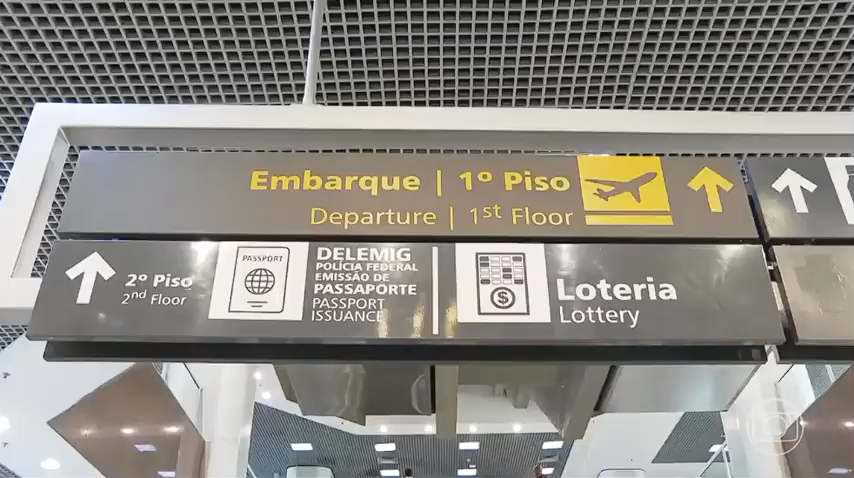 Embarque | 1º Piso
Departure | 1st Floor
2º Piso
2nd Floor
PASSPORT
DELEMIG
POLÍCIA FEDERAL
EMISSÃO DE
PASSAPORTE
PASSPORT
ISSUANCE
$
Loteria
Lottery